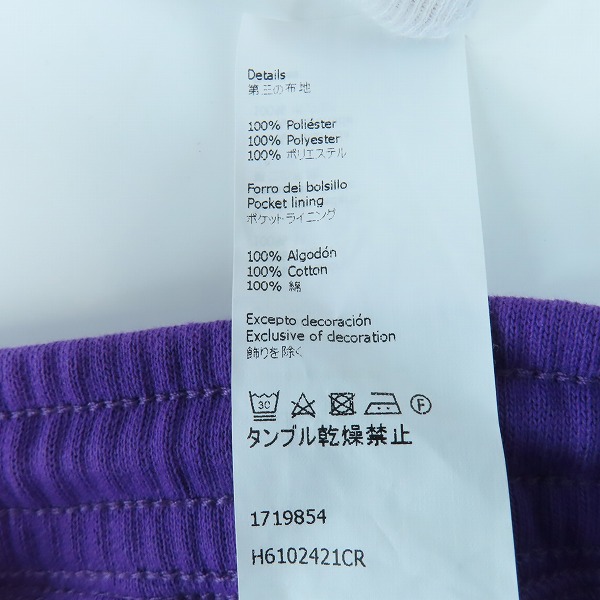 Details
第三の布地
100% Poliéster
100% Polyester
100% ポリエステル
Forro del bolsillo
Pocket lining
ポケットライニング
100% Algodón
100% Cotton
100% 綿
Excepto decoración
Exclusive of decoration
飾りを除く
30 F
タンブル乾燥禁止
1719854
H6102421CR